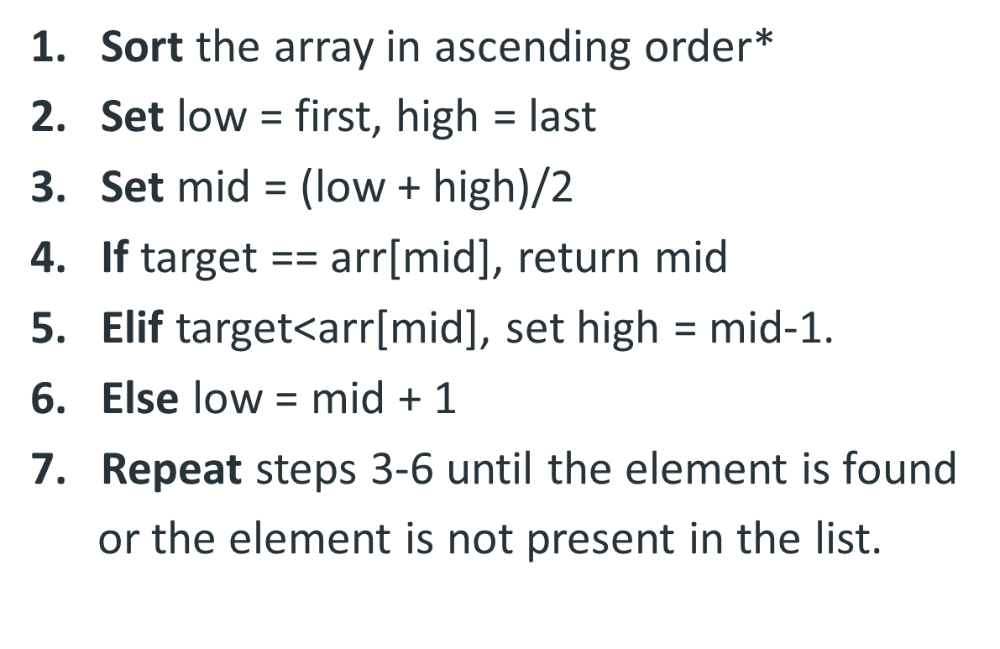 1. Sort the array in ascending order*
2. Set low = first, high = last
3. Set mid = (low + high)/2
4. If target == arr[mid], return mid
5. Elif target<arr[mid], set high = mid-1.
6. Else low = mid + 1
7. Repeat steps 3-6 until the element is found
or the element is not present in the list.